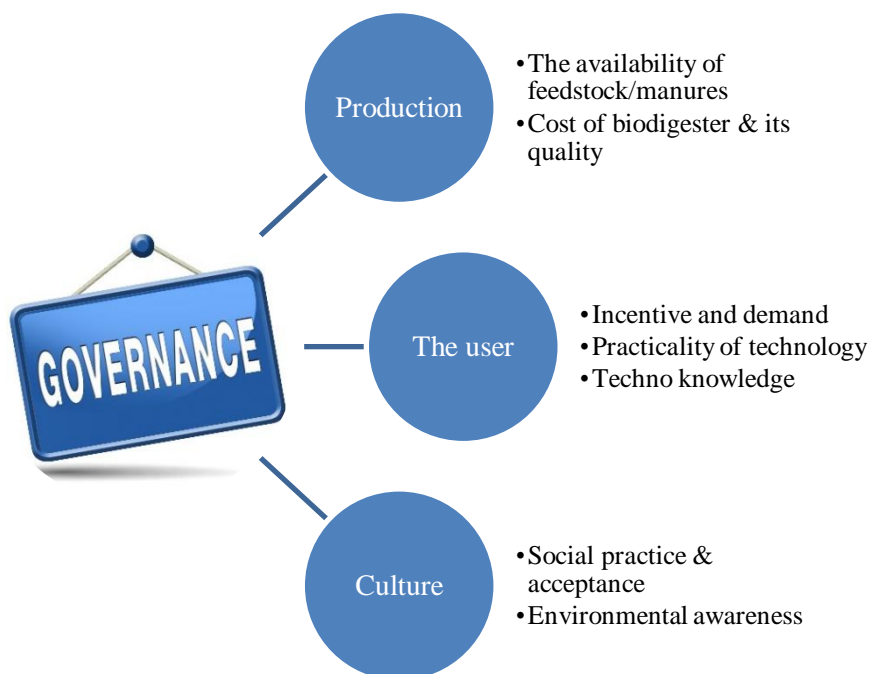 GOVERNANCE
Production
•The availability of
feedstock/manures
•Cost of biodigester & its
quality
The user
•Incentive and demand
•Practicality of technology
•Techno knowledge
Culture
•Social practice &
acceptance
•Environmental awareness